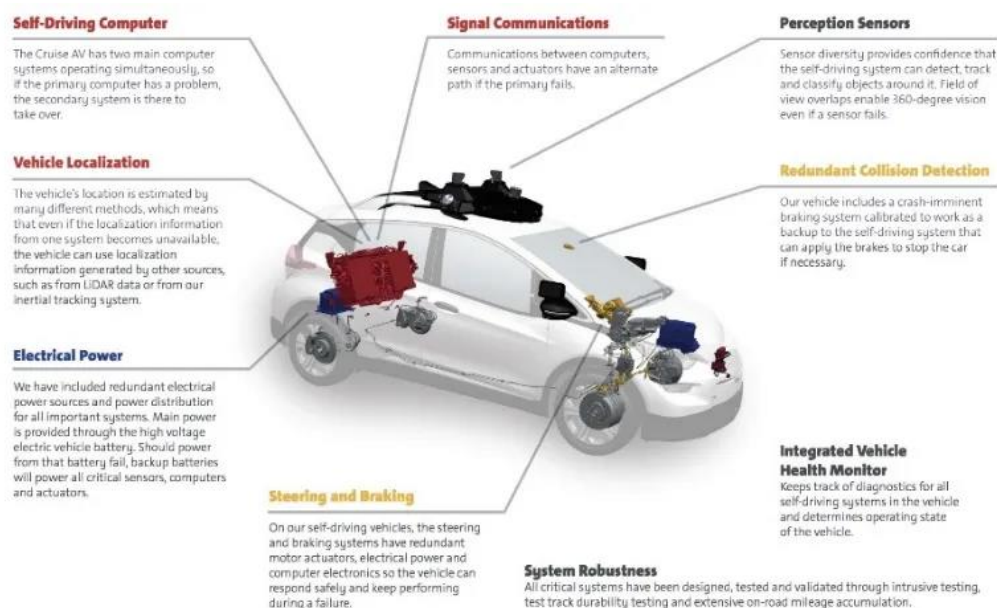 Self-Driving Computer
The Cruise AV has two main computer
systems operating simultaneously, so
if the primary computer has a problem,
the secondary system is there to
take over.
Signal Communications
Communications between computers,
sensors and actuators have an alternate
path if the primary fails.
Perception Sensors
Sensor diversity provides confidence that
the self-driving system can detect, track
and classify objects around it. Field of
view overlaps enable 360-degree vision
even if a sensor fails.
Vehicle Localization
The vehicle's location is estimated by
many different methods, which means
that even if the localization information
from one system becomes unavailable,
the vehicle can use localization
information generated by other sources,
such as from LiDAR data or from our
inertial tracking system.
Redundant Collision Detection
Our vehicle includes a crash-imminent
braking system calibrated to work as a
backup to the self-driving system that
can apply the brakes to stop the car
if necessary.
Electrical Power
We have included redundant electrical
power sources and power distribution
for all important systems. Main power
is provided through the high voltage
electric vehicle battery. Should power
from that battery fail, backup batteries
will power all critical sensors, computers
and actuators.
Steering and Braking
On our self-driving vehicles, the steering
and braking systems have redundant
motor actuators, electrical power and
computer electronics so the vehicle can
respond safely and keep performing
during a failure.
Integrated Vehicle
Health Monitor
Keeps track of diagnostics for all
self-driving systems in the vehicle
and determines operating state
of the vehicle.
System Robustness
All critical systems have been designed, tested and validated through intrusive testing,
test track durability testing and extensive on-road mileage accumulation.